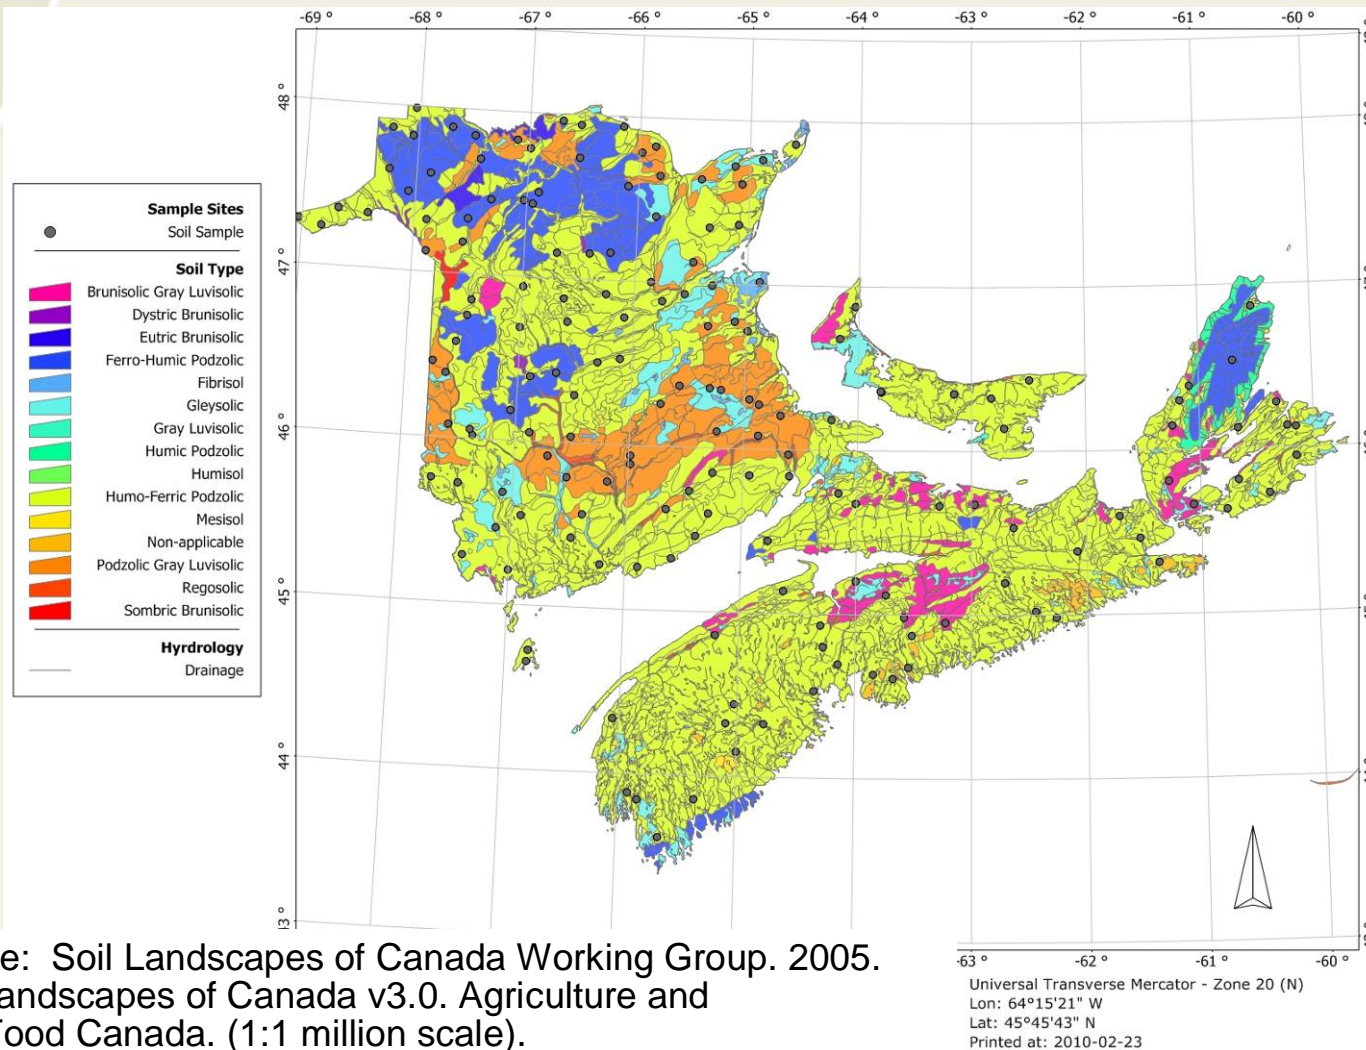 -69 ° -68 ° -67 ° -66 ° -65 ° -64 ° -63 ° -62 ° -61 ° -60 °
48 °
47 °
46 °
45 °
44 °
Sample Sites
Soil Sample
Soil Type
Brunisolic Gray Luvisolic
Dystric Brunisolic
Eutric Brunisolic
Ferro-Humic Podzolic
Fibrisol
Gleysolic
Gray Luvisolic
Humic Podzolic
Humisol
Humo-Ferric Podzolic
Mesisol
Non-applicable
Podzolic Gray Luvisolic
Regosolic
Sombric Brunisolic
Hyrdrology
Drainage
3 °
-63 ° -62 ° -61 ° -60 °
e: Soil Landscapes of Canada Working Group. 2005.
andscapes of Canada v3.0. Agriculture and
Food Canada. (1:1 million scale).
Universal Transverse Mercator - Zone 20 (N)
Lon: 64°15'21" W
Lat: 45°45'43" N
Printed at: 2010-02-23